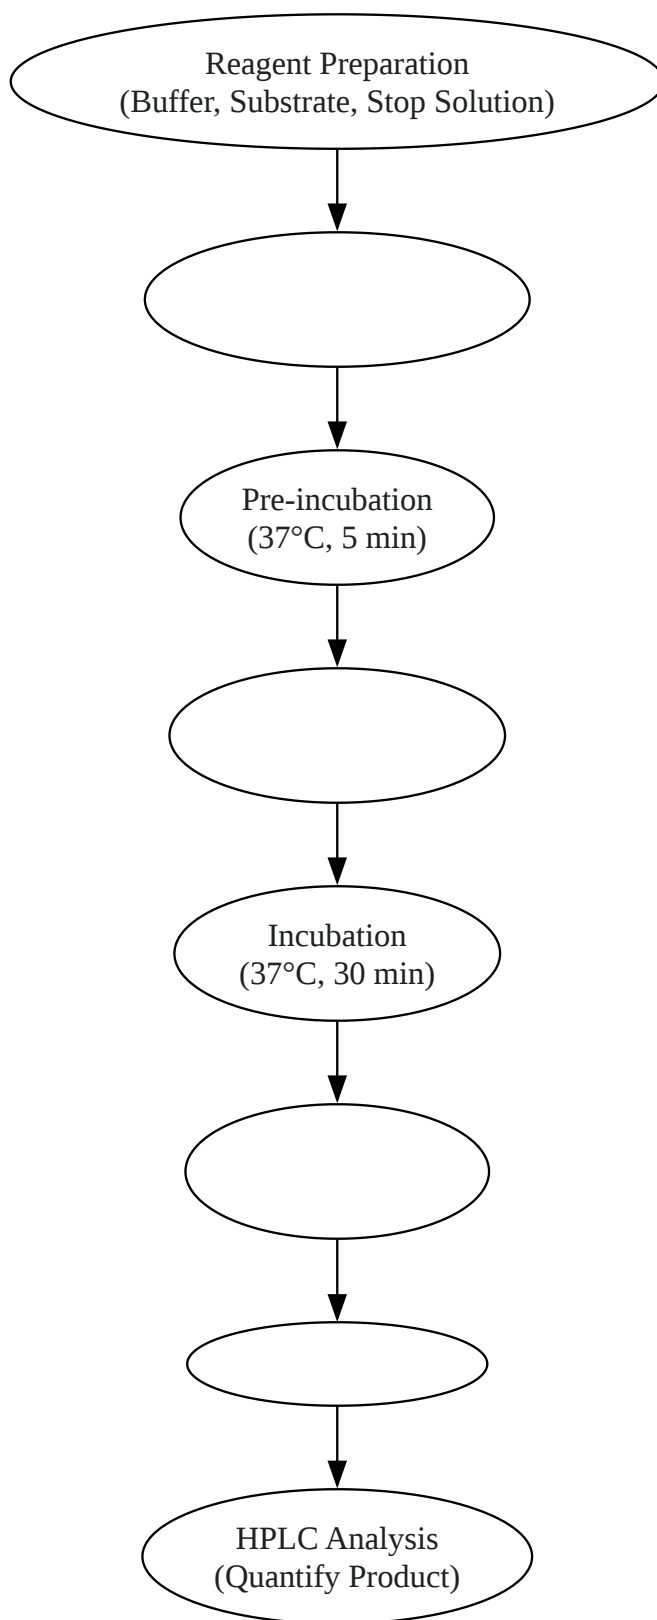 Reagent Preparation
(Buffer, Substrate, Stop Solution)
Pre-incubation
(37°C, 5 min)
Incubation
(37°C, 30 min)
HPLC Analysis
(Quantify Product)